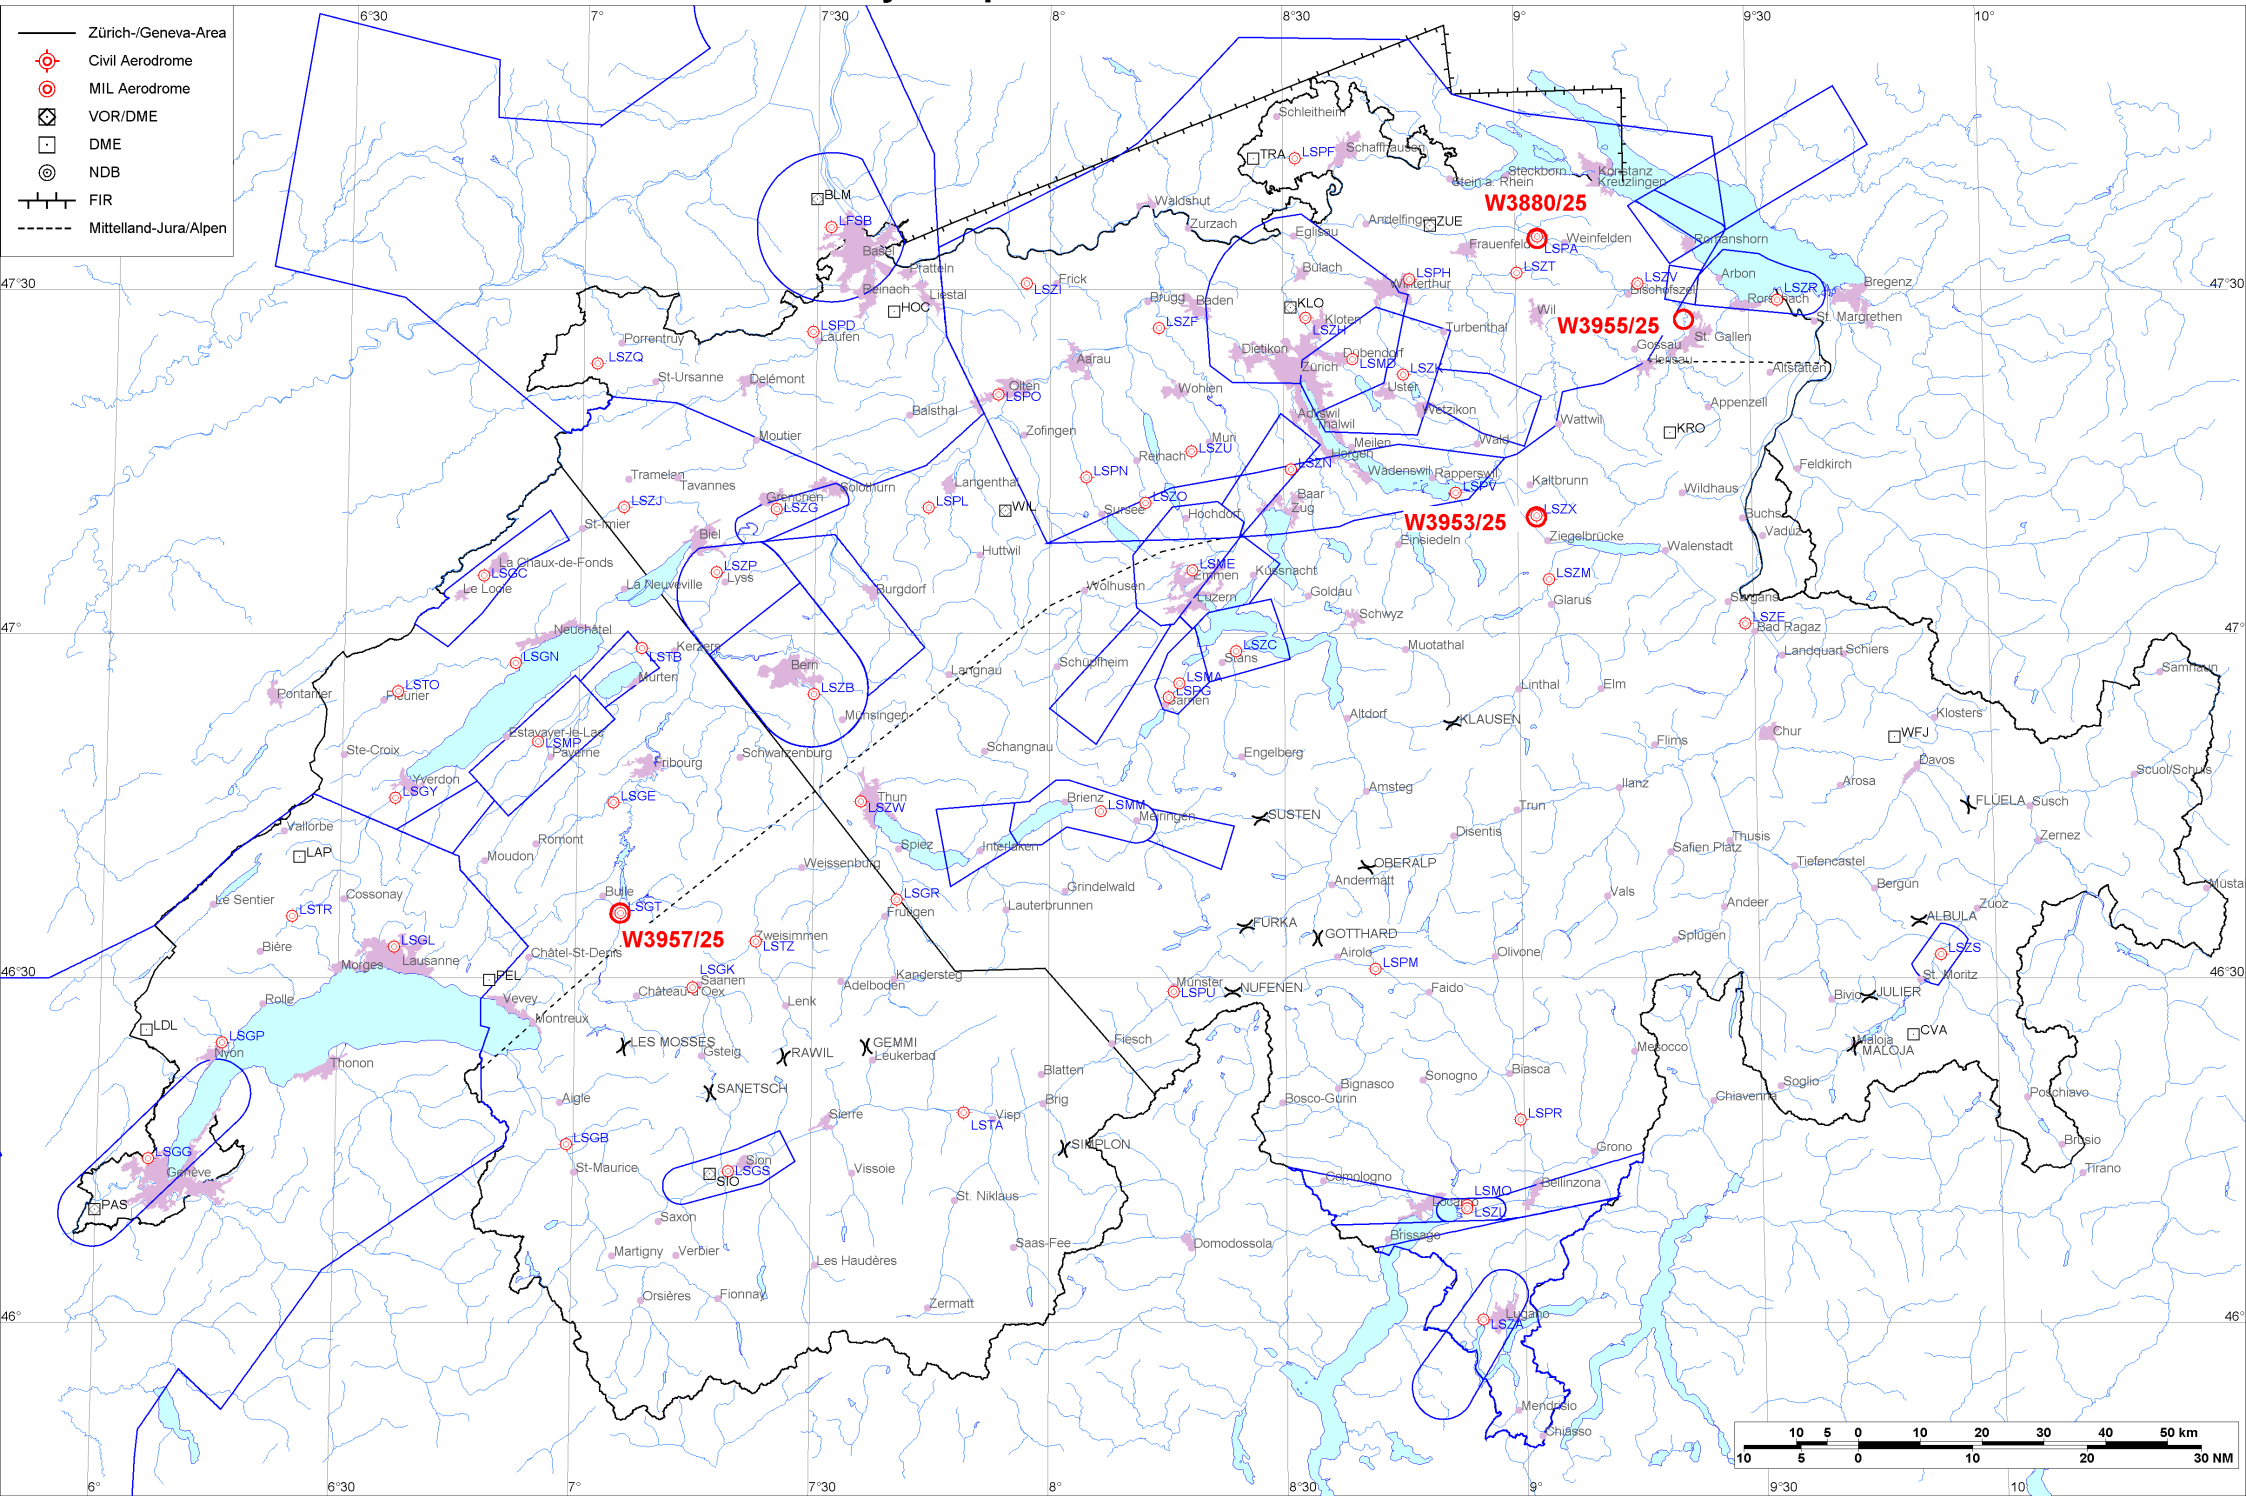 6°30
7°
7°30
8°
8°30
9°
9°30
10°
Zürich-/Geneva-Area
Civil Aerodrome
MIL Aerodrome
VOR/DME
DME
NDB
FIR
Mittelland-Jura/Alpen
Schleitheim
TRA
LSPF
Schaffhausen
Steckborn
Konstanz
Stein a. Rhein
Kreuzlingen
BLM
Waldshut
W3880/25
LFSB
Zurzach
Eglisau
Andelfingen
ZUE
Weinfelden
Romanshorn
Basel
Frauenfeld
LSPA
Pratteln
Bülach
LSPH
LSZT
LSZV
Arbon
47°30
Reinach
Liestal
LSZI
Frick
Winterthur
Bischofszell
LSZR
Bregenz
47°30
HOC
Brugg
Baden
KLO
Wil
Rorschach
LSPD
Laufen
LSZF
Kloten
LSZH
Turbenthal
W3955/25
St. Margrethen
Porrentruy
St. Gallen
LSZQ
Aarau
Dietikon
Dübendorf
LSMD
Gossau
Herisau
St-Ursanne
Delémont
Olten
LSPO
Wohlen
Zürich
LSZK
Uster
Altstätten
Balsthal
Adliswil
Wetzikon
Appenzell
Moutier
Zofingen
Thalwil
Wattwil
KRO
Muri
LSZU
Meilen
Wald
Tramelan
Tavannes
LSPN
Reinach
Horgen
LSZN
Wädenswil
Rapperswil
Feldkirch
Grenchen
Solothurn
Langenthal
LSPV
Kaltbrunn
Wildhaus
LSZJ
LSZG
LSPL
WIL
LSZO
Sursee
Hochdorf
Baar
Zug
W3953/25
LSZX
Buchs
St-Imier
Biel
Einsiedeln
Ziegelbrücke
Vaduz
Huttwil
Walenstadt
La Chaux-de-Fonds
LSGC
LSZP
Lyss
LSME
Emmen
Küssnacht
LSZM
Le Locle
La Neuveville
Burgdorf
Wolhusen
Luzern
Goldau
Glarus
Sargans
Schwyz
LSZE
Bad Ragaz
47°
Neuchâtel
47°
LSGN
LSTB
Kerzers
Muotathal
LSZC
Stans
Landquart
Schiers
Bern
Langnau
Schüpfheim
Samnaun
LSTO
Fleurier
Murten
LSZB
LSMA
LSPG
Sarnen
Linthal
Elm
Pontarlier
Münsingen
Altdorf
KLAUSEN
Klosters
Ste-Croix
Estavayer-le-Lac
LSMP
Payerne
Schwarzenburg
Schangnau
Engelberg
Flims
Chur
WFJ
Fribourg
Davos
Yverdon
LSGY
LSGE
Thun
LSZW
Brienz
LSMM
Meiringen
Amsteg
Trun
Ilanz
Arosa
Scuol/Schuls
FLÜELA
Susch
SUSTEN
Vallorbe
Romont
Disentis
Thusis
Zernez
LAP
Moudon
Spiez
Interlaken
Safien Platz
Tiefencastel
Weissenburg
OBERALP
Cossonay
Bulle
LSGR
Grindelwald
Andermatt
Vals
Bergün
Müsta
Le Sentier
LSTR
LSGT
Frutigen
Lauterbrunnen
FURKA
Andeer
ALBULA
Zuoz
W3957/25
Zweisimmen
LSTZ
GOTTHARD
Splügen
Bière
LSGL
Lausanne
Morges
Châtel-St-Denis
Airolo
LSPM
Olivone
LSZS
St. Moritz
46°30
PEL
LSGK
Saanen
Kandersteg
Adelboden
46°30
Rolle
Vevey
Château-d'Oex
Lenk
Münster
LSPU
NUFENEN
Faido
Bivio
JULIER
LDL
Montreux
LSGP
Nyon
LES MOSSES
Gsteig
RAWIL
GEMMI
Leukerbad
Fiesch
Mesocco
Maloja
MALOJA
CVA
Thonon
Blatten
Biasca
SANETSCH
Bignasco
Sonogno
Soglio
Poschiavo
Aigle
Sierre
Visp
Brig
LSTA
Bosco-Gurin
LSPR
Chiavenna
LSGB
SIMPLON
Grono
Brusio
LSGG
Genève
St-Maurice
Sion
LSGS
SIO
Vissoie
Comologno
Bellinzona
Tirano
PAS
St. Niklaus
Locarno
LSMO
LSZL
Saxon
Martigny
Verbier
Les Haudères
Saas-Fee
Domodossola
Brissago
Orsières
Fionnay
Zermatt
46°
Lugano
LSZA
46°
Mendrisio
Chiasso
10 5 0 10 20 30 40 50 km
10 5 0 10 20 30 NM
6°
6°30
7°
7°30
8°
8°30
9°
9°30
10°